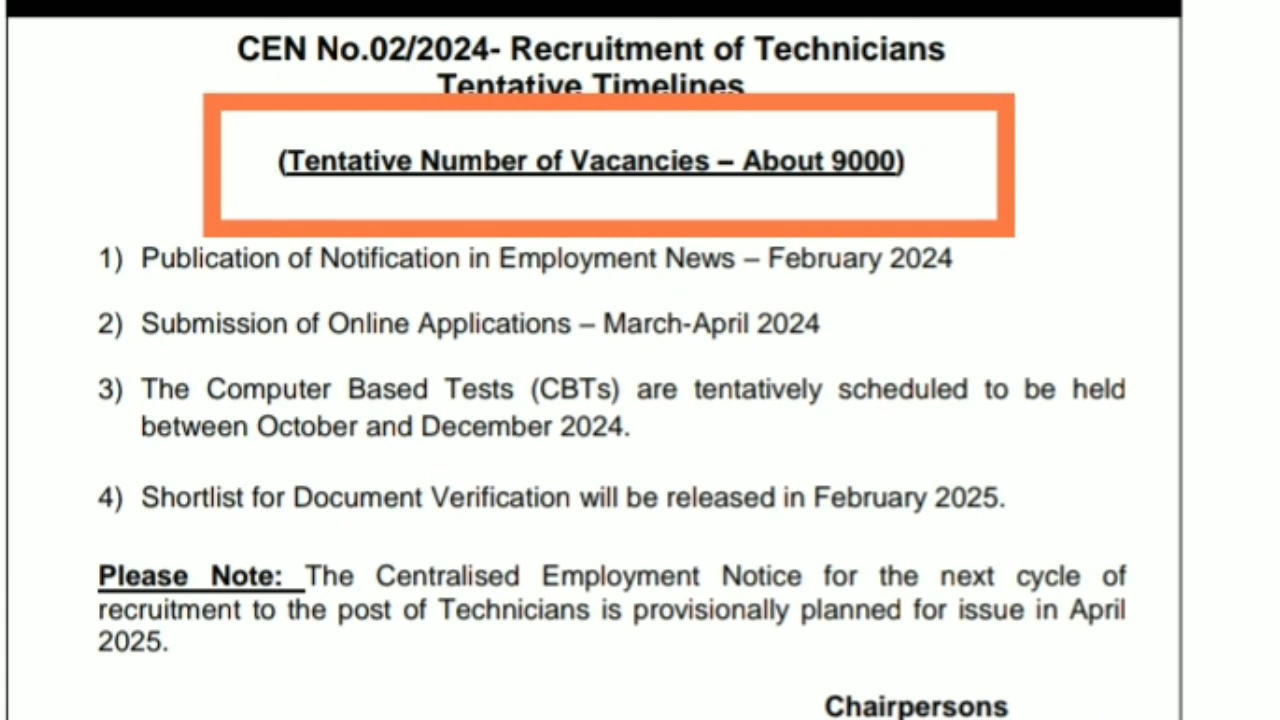 CEN No.02/2024- Recruitment of Technicians
Tentative Timelines
(Tentative Number of Vacancies – About 9000)
1) Publication of Notification in Employment News – February 2024
2) Submission of Online Applications – March-April 2024
3) The Computer Based Tests (CBTs) are tentatively scheduled to be held
between October and December 2024.
4) Shortlist for Document Verification will be released in February 2025.
Please Note: The Centralised Employment Notice for the next cycle of
recruitment to the post of Technicians is provisionally planned for issue in April
2025.
Chairpersons